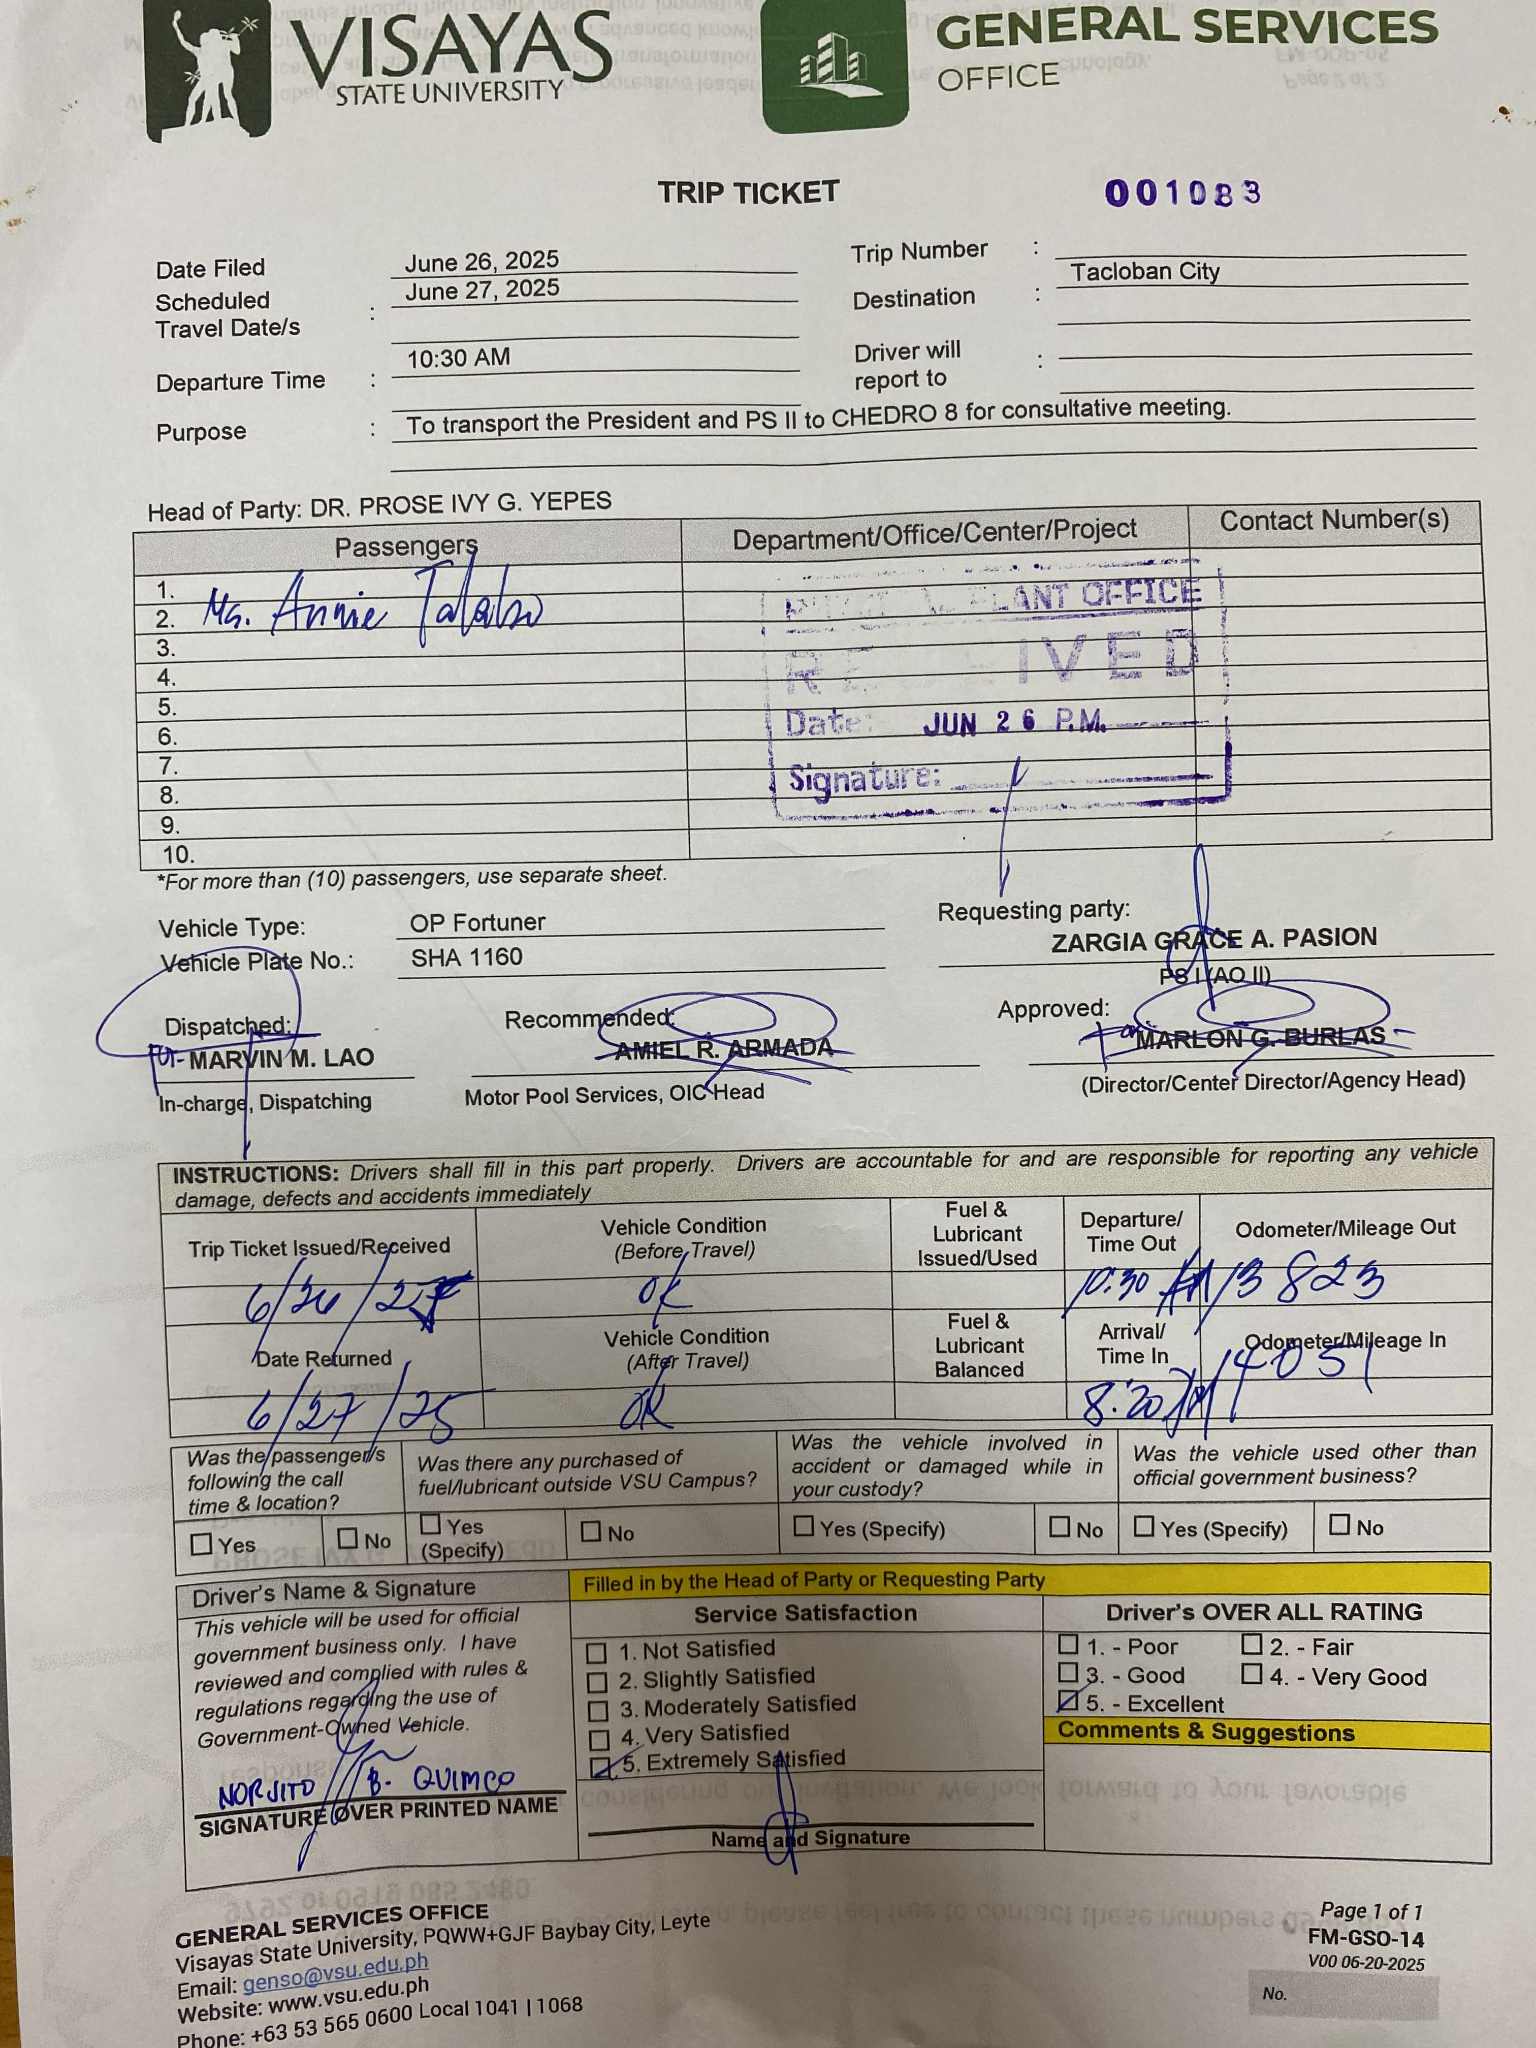 VISAYAS
STATE UNIVERSITY
GENERAL SERVICES
OFFICE
TRIP TICKET
001083
Date Filed
June 26, 2025
Trip Number :
Scheduled
Travel Date/s :
June 27, 2025
Destination :
Tacloban City
Departure Time :
10:30 AM
Driver will
report to :
Purpose :
To transport the President and PS II to CHEDRO 8 for consultative meeting.
Head of Party: DR. PROSE IVY G. YEPES
Passengers
Department/Office/Center/Project
Contact Number(s)
1.
2. Ms. Annie
3.
4.
5.
6.
7.
8.
9.
10.
PLANT OFFICE
RECEIVED
Date: JUN 26 P.M.
Signature:
*For more than (10) passengers, use separate sheet.
Vehicle Type: OP Fortuner
Vehicle Plate No.: SHA 1160
Requesting party:
ZARGIA GRACE A. PASION
PS I (AO II)
Dispatched:
for MARVIN M. LAO
In-charge, Dispatching
Recommended:
AMIEL R. ARMADA
Motor Pool Services, OIC Head
Approved:
for MARLON G. BURLAS
(Director/Center Director/Agency Head)
INSTRUCTIONS: Drivers shall fill in this part properly. Drivers are accountable for and are responsible for reporting any vehicle
damage, defects and accidents immediately
Trip Ticket Issued/Received
Vehicle Condition
(Before Travel)
Fuel &
Lubricant
Issued/Used
Departure/
Time Out
Odometer/Mileage Out
6/26/25
OK
10:30 AM
13823
Date Returned
Vehicle Condition
(After Travel)
Fuel &
Lubricant
Balanced
Arrival/
Time In
Odometer/Mileage In
6/27/25
OK
8:20 PM
14051
Was the passenger/s
following the call
time & location?
Was there any purchased of
fuel/lubricant outside VSU Campus?
Was the vehicle involved in
accident or damaged while in
your custody?
Was the vehicle used other than
official government business?
Yes
No
Yes
(Specify)
No
Yes (Specify)
No
Yes (Specify)
No
Driver's Name & Signature
This vehicle will be used for official
government business only. I have
reviewed and complied with rules &
regulations regarding the use of
Government-Owned Vehicle.
NORJITO B. QUIMCO
SIGNATURE OVER PRINTED NAME
Filled in by the Head of Party or Requesting Party
Service Satisfaction
1. Not Satisfied
2. Slightly Satisfied
3. Moderately Satisfied
4. Very Satisfied
5. Extremely Satisfied
Name and Signature
Driver's OVER ALL RATING
1. - Poor
2. - Fair
3. - Good
4. - Very Good
5. - Excellent
Comments & Suggestions
GENERAL SERVICES OFFICE
Visayas State University, PQWW+GJF Baybay City, Leyte
Email: genso@vsu.edu.ph
Website: www.vsu.edu.ph
Phone: +63 53 565 0600 Local 1041 | 1068
Page 1 of 1
FM-GSO-14
V00 06-20-2025
No.